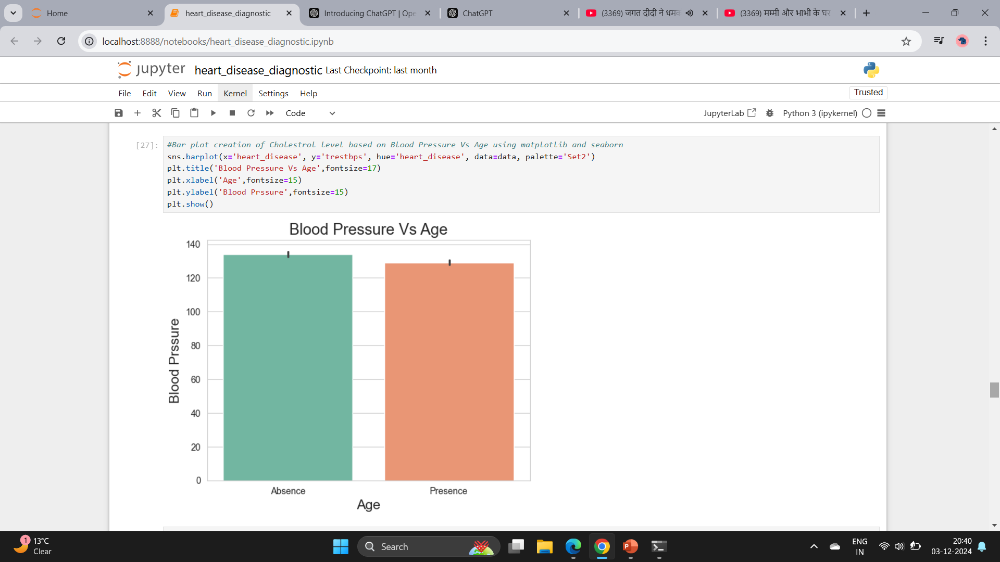 Home
heart_disease_diagnostic
Introducing ChatGPT | Ope
ChatGPT
(3369) जगत दीदी ने धमव
(3369) मम्मी और भाभी के घर
localhost:8888/notebooks/heart_disease_diagnostic.ipynb
jupyter heart_disease_diagnostic Last Checkpoint: last month
File Edit View Run Kernel Settings Help
Trusted
Code
JupyterLab
Python 3 (ipykernel)
[27]:
#Bar plot creation of Cholestrol level based on Blood Pressure Vs Age using matplotlib and seaborn
sns.barplot(x='heart_disease', y='trestbps', hue='heart_disease', data=data, palette='Set2')
plt.title('Blood Pressure Vs Age',fontsize=17)
plt.xlabel('Age',fontsize=15)
plt.ylabel('Blood Prssure',fontsize=15)
plt.show()
Blood Pressure Vs Age
140
120
100
80
60
40
20
0
Blood Prssure
Absence
Presence
Age
1
13°C
Clear
Search
ENG
IN
20:40
03-12-2024